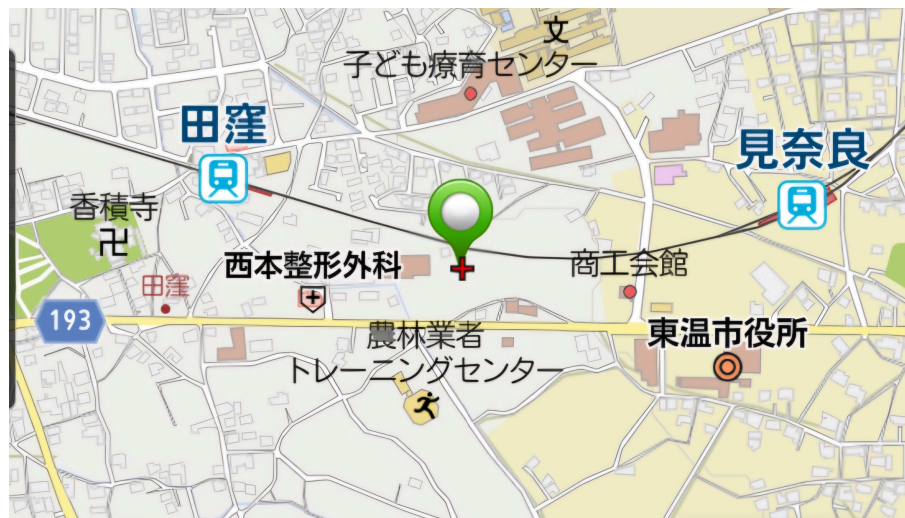 文
子ども療育センター
田窪
見奈良
香積寺
卍
西本整形外科
商工会館
田窪
193
東温市役所
農林業者
トレーニングセンター